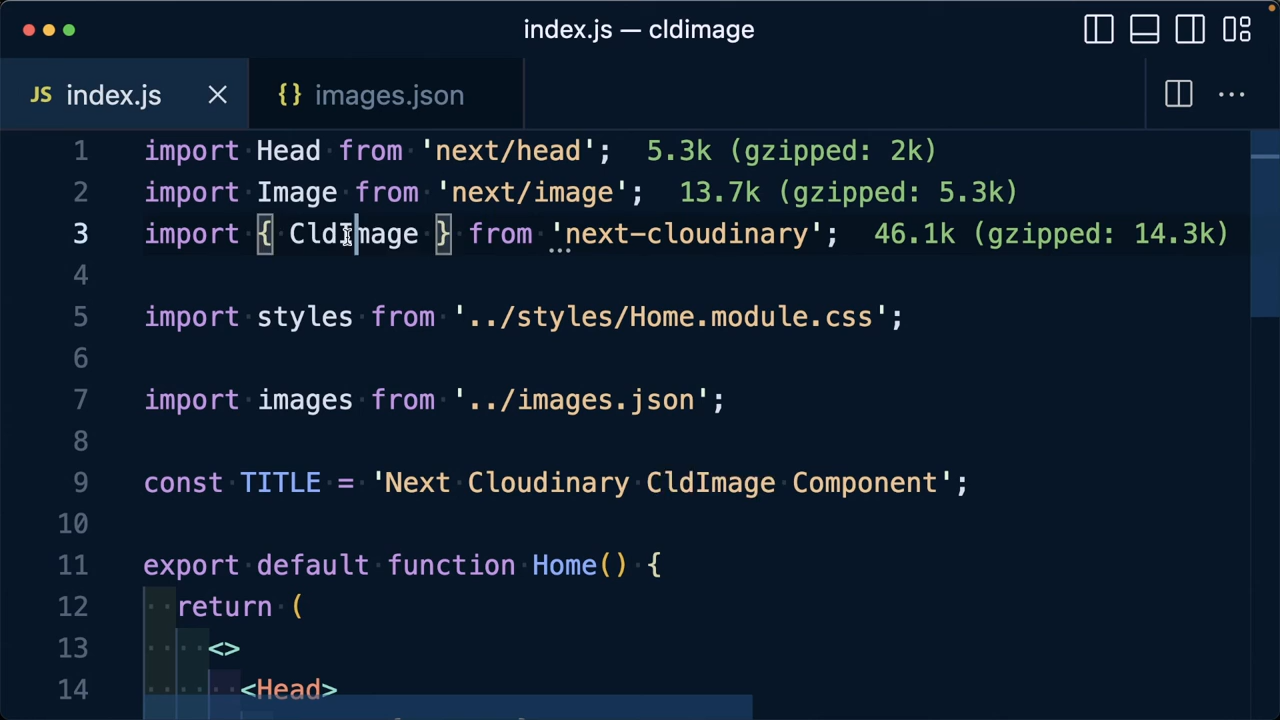 index.js — cldimage
JS index.js {} images.json
1 import Head from 'next/head'; 5.3k (gzipped: 2k)
2 import Image from 'next/image'; 13.7k (gzipped: 5.3k)
3 import { CldImage } from 'next-cloudinary'; 46.1k (gzipped: 14.3k)
4
5 import styles from '../styles/Home.module.css';
6
7 import images from '../images.json';
8
9 const TITLE = 'Next Cloudinary CldImage Component';
10
11 export default function Home() {
12 return (
13 <>
14 <Head>